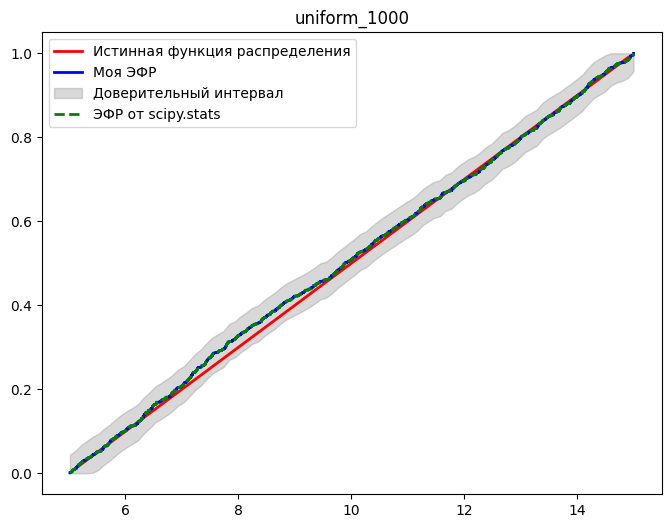 uniform_1000
1.0
Истинная функция распределения
Моя ЭФР
Доверительный интервал
ЭФР от scipy.stats
0.8
0.6
0.4
0.2
0.0
6 8 10 12 14